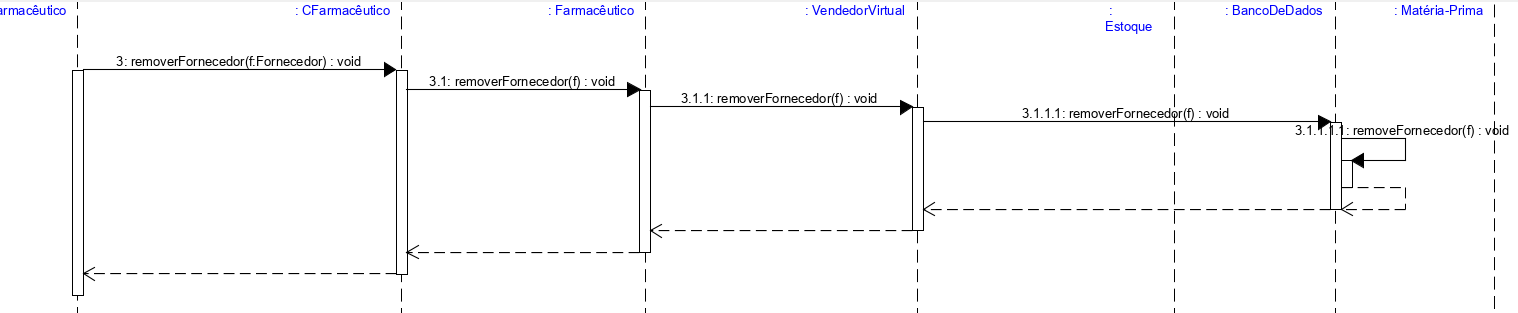 armacêutico
: CFarmacêutico
: Farmacêutico
: VendedorVirtual
:
Estoque
: BancoDeDados
: Matéria-Prima
3: removerFornecedor(f:Fornecedor) : void
3.1: removerFornecedor(f) : void
3.1.1: removerFornecedor(f) : void
3.1.1.1: removerFornecedor(f) : void
3.1.1.1.1: removeFornecedor(f) : void